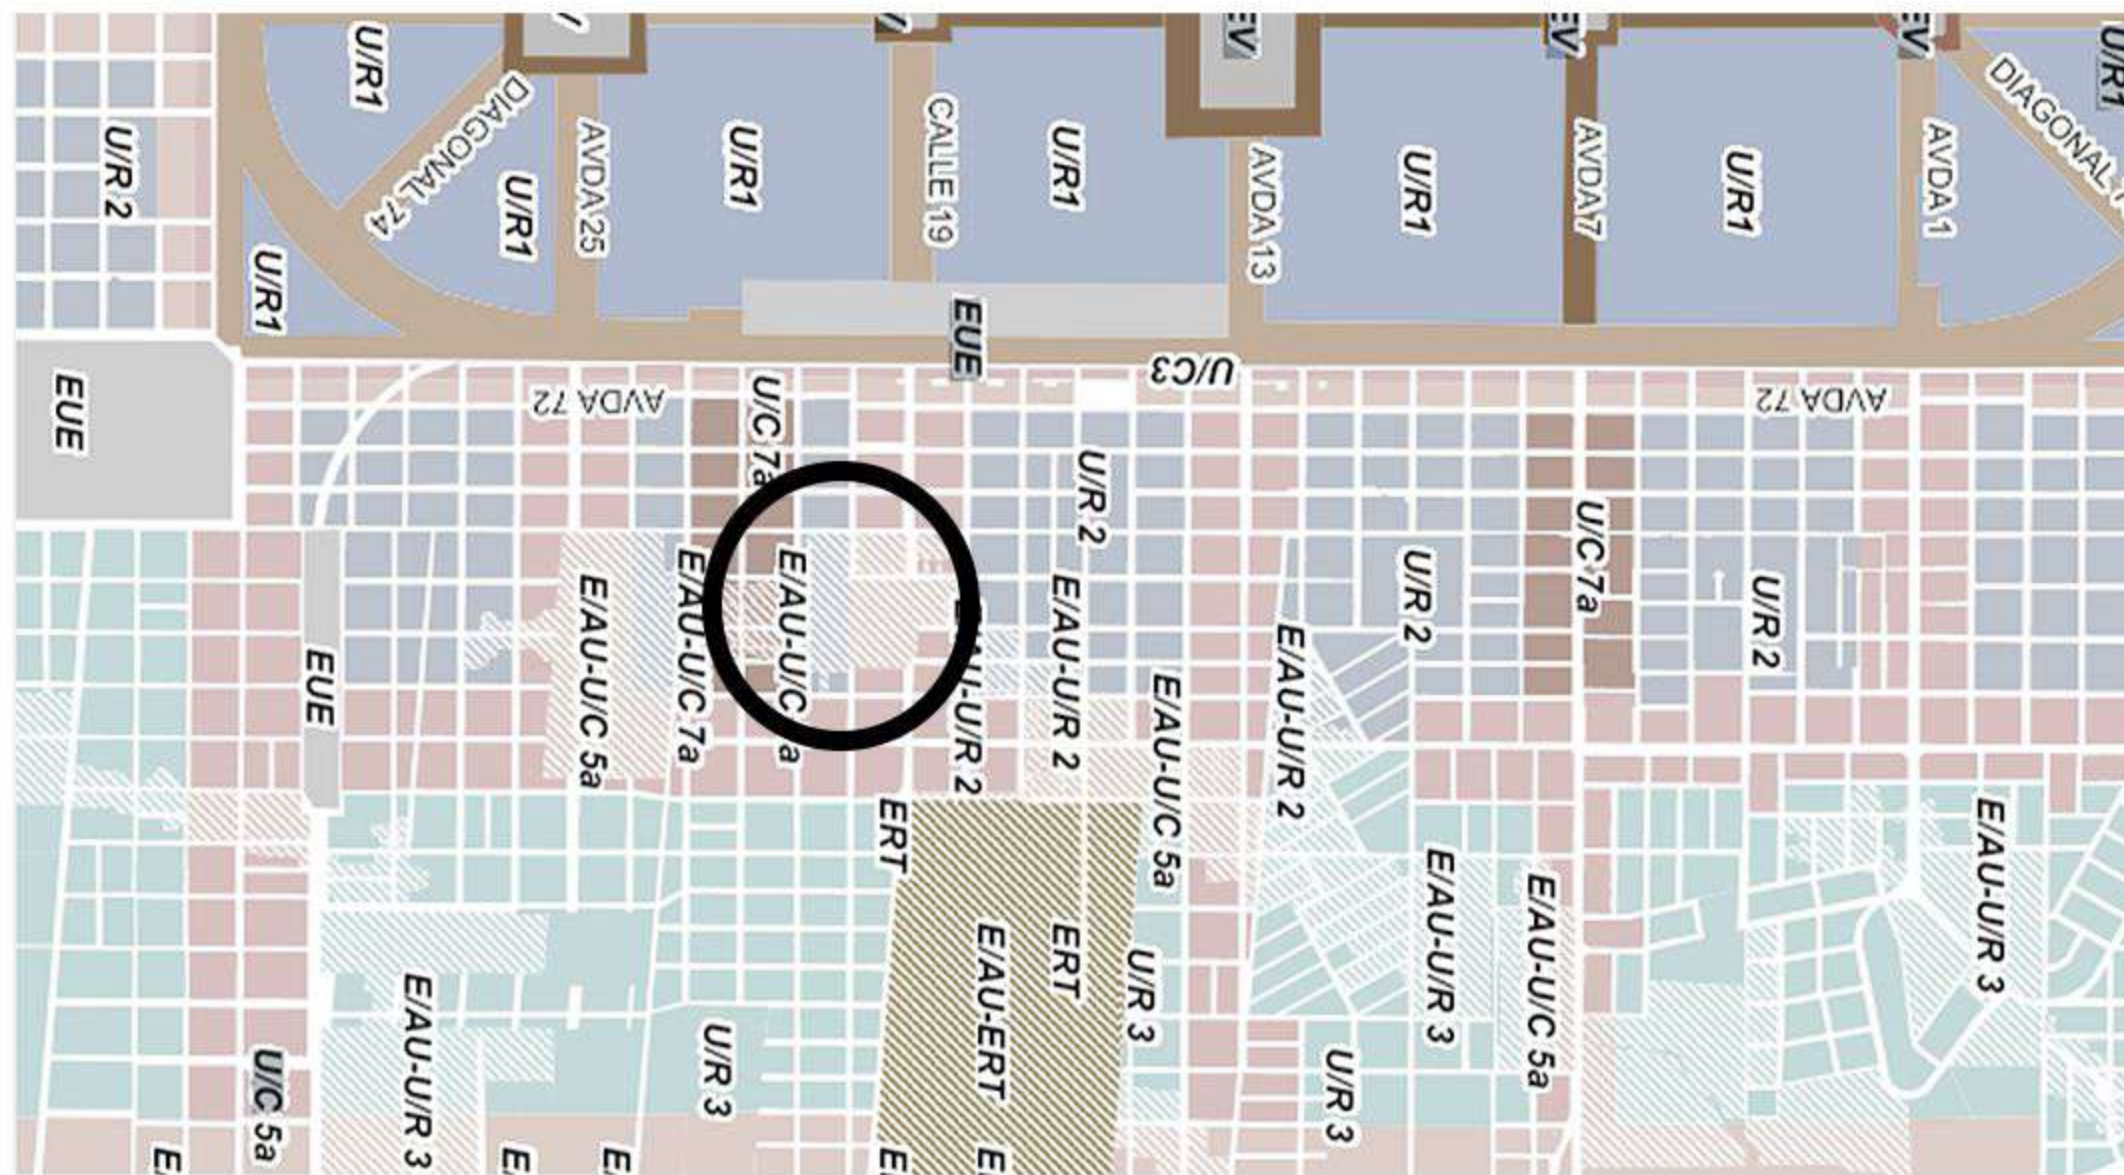 U/R1
EV
EV
EV
U/R1
U/R 2
DIAGONAL 74
U/R1
AVDA 25
U/R1
CALLE 19
U/R1
AVDA 13
U/R1
AVDA 7
U/R1
AVDA 1
DIAGONAL
U/R1
EUE
U/C3
EUE
AVDA 72
U/C 7a
AVDA 72
U/R 2
U/C 7a
U/R 2
U/R 2
E/AU-U/C 5a
E/AU-U/C 7a
E/AU-U/C
a
AU-U/R 2
E/AU-U/R 2
E/AU-U/C 5a
E/AU-U/R 2
EUE
ERT
E/AU-U/R 3
E/AU-U/R 3
E/AU-U/C 5a
E/AU-ERT
ERT
U/R 3
E/AU-U/R 3
U/R 3
U/R 3
U/C 5a